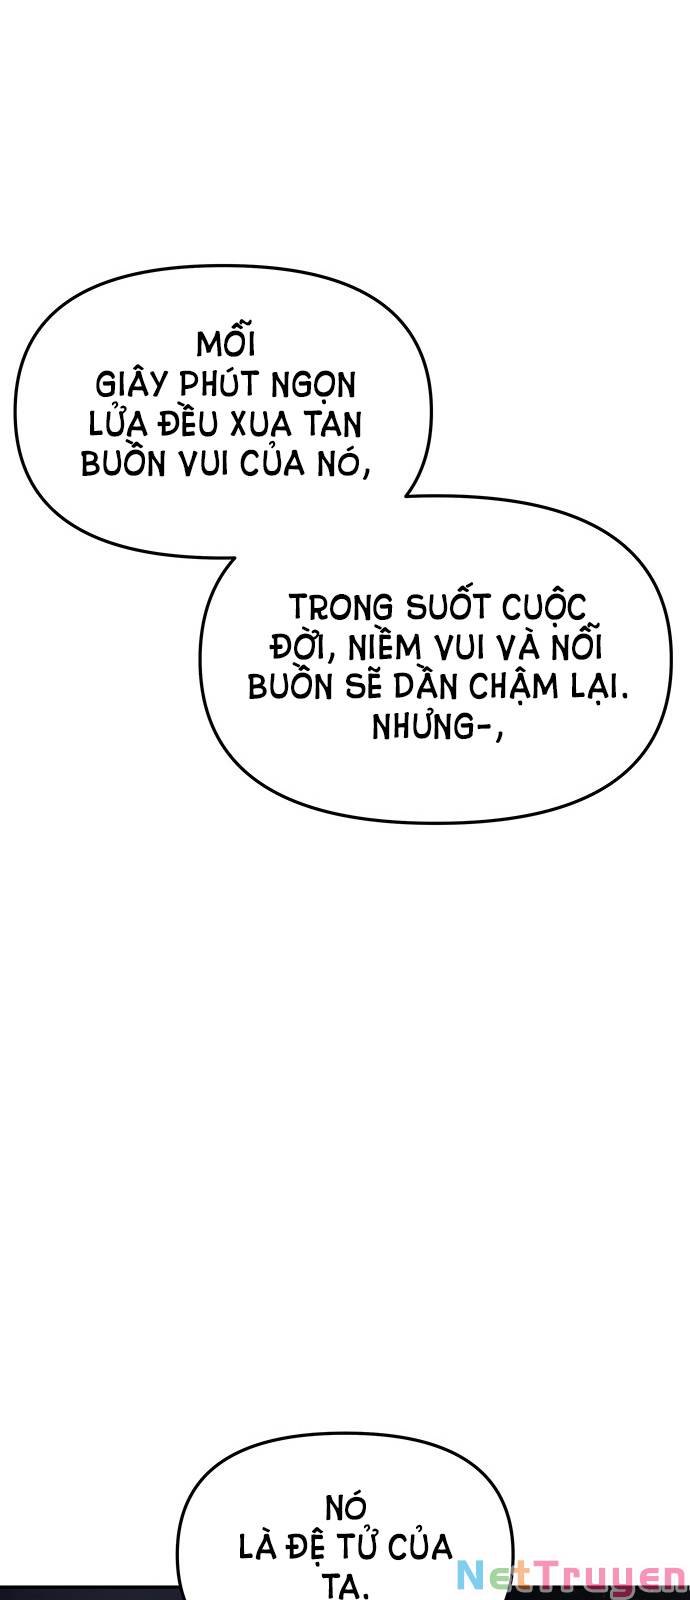 MỖI
GIÂY PHÚT NGỌN
LỬA ĐỀU XUA TAN
BUỒN VUI CỦA NÓ,
TRONG SUỐT CUỘC
ĐỜI, NIỀM VUI VÀ NỖI
BUỒN SẼ DẦN CHẬM LẠI.
NHƯNG-,
NÓ
LÀ ĐỆ TỬ CỦA
TA.
NetTruyen